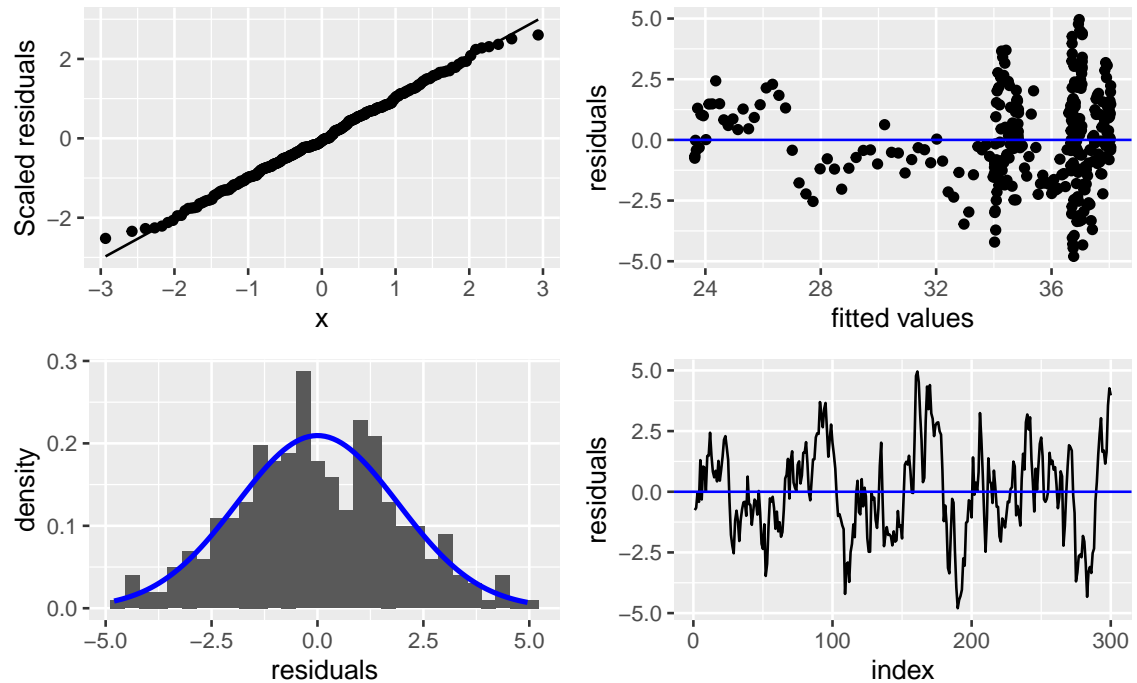 Scaled residuals
2
0
−2
−3 −2 −1 0 1 2 3
x
residuals
5.0
2.5
0.0
−2.5
−5.0
24 28 32 36
fitted values
density
0.3
0.2
0.1
0.0
−5.0 −2.5 0.0 2.5 5.0
residuals
residuals
5.0
2.5
0.0
−2.5
−5.0
0 100 200 300
index